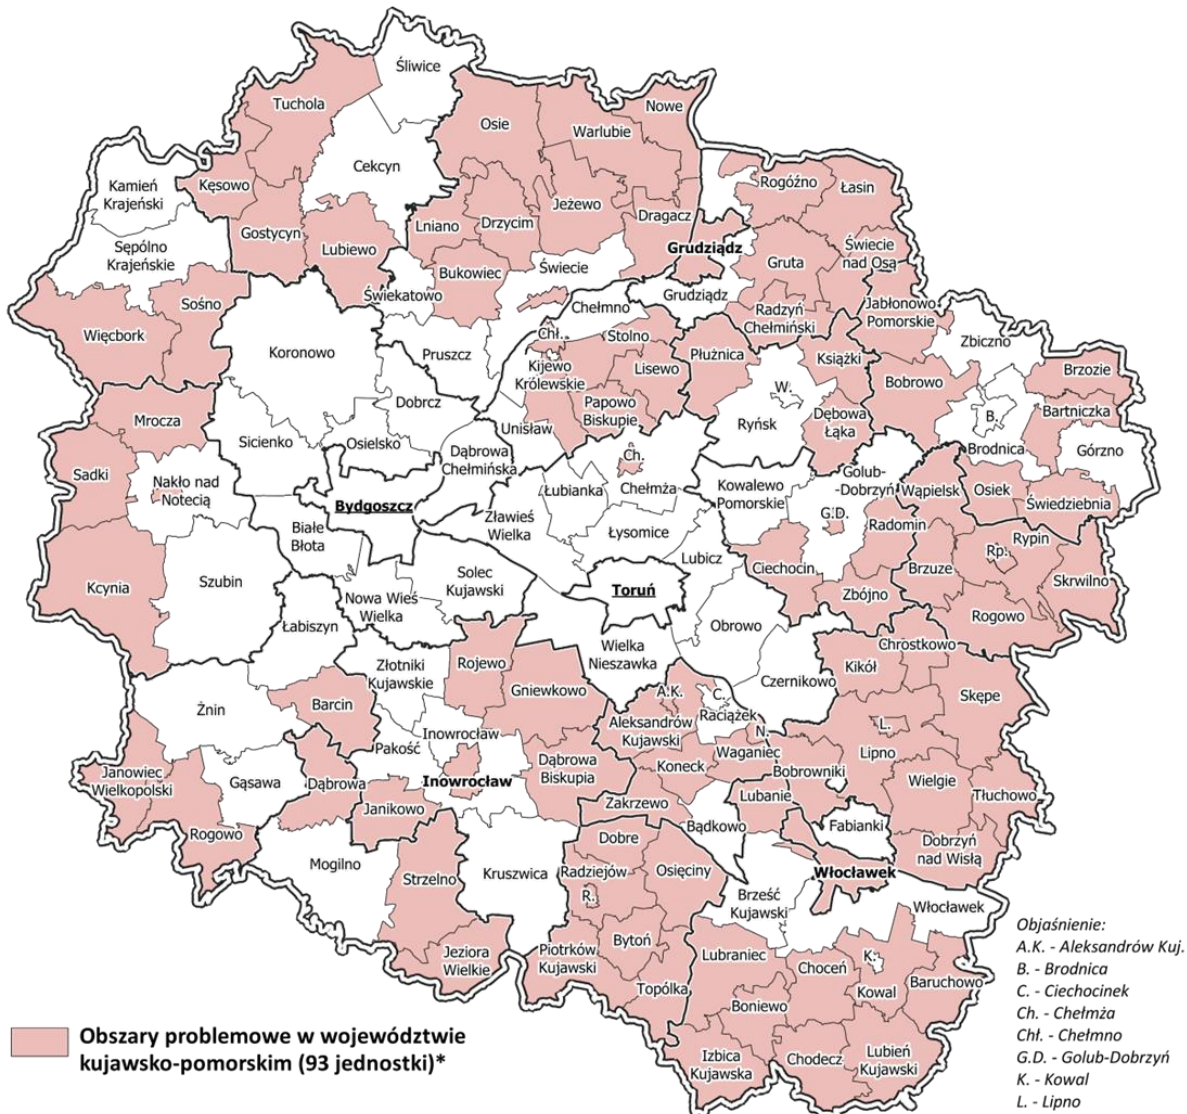 Śliwice
Tuchola
Nowe
Osie
Warlubie
Cekcyn
Kamień
Krajeński
Kęsowo
Rogóźno
Łasin
Jeżewo
Lniano
Drzycim
Dragacz
Gostycyn
Lubiewo
Grudziądz
Świecie
nad Osą
Sępólno
Krajeńskie
Bukowiec
Świecie
Gruta
Świekatowo
Grudziądz
Sośno
Chełmno
Radzyń
Chełmiński
Jabłonowo
Pomorskie
Więcbork
Koronowo
Pruszcz
Chł.
Stolno
Płużnica
Książki
Zbiczno
Kijewo
Królewskie
Lisewo
Bobrowo
Brzozie
W.
Dobrcz
Papowo
Biskupie
Dębowa
Łąka
B.
Bartniczka
Mrocza
Sicienko
Osielsko
Unisław
Ryńsk
Brodnica
Górzno
Dąbrowa
Chełmińska
Ch.
Sadki
Nakło nad
Notecią
Łubianka
Chełmża
Kowalewo
Pomorskie
Golub-
-Dobrzyń
Wąpielsk
Osiek
Świedziebnia
Bydgoszcz
Zławieś
Wielka
G.D.
Radomin
Białe
Błota
Łysomice
Rp.
Rypin
Lubicz
Ciechocin
Brzuze
Skrwilno
Kcynia
Szubin
Solec
Kujawski
Toruń
Zbójno
Nowa Wieś
Wielka
Rogowo
Łabiszyn
Obrowo
Wielka
Nieszawka
Chrostkowo
Złotniki
Kujawskie
Rojewo
Kikół
Gniewkowo
Czernikowo
Skępe
A.K.
C.
Żnin
Barcin
Raciążek
Aleksandrów
Kujawski
N.
L.
Inowrocław
Pakość
Waganiec
Lipno
Dąbrowa
Biskupia
Koneck
Bobrowniki
Janowiec
Wielkopolski
Gąsawa
Dąbrowa
Inowrocław
Wielgie
Tłuchowo
Janikowo
Zakrzewo
Lubanie
Rogowo
Bądkowo
Fabianki
Dobre
Dobrzyń
nad Wisłą
Mogilno
Strzelno
Kruszwica
Radziejów
Osięciny
Włocławek
R.
Brześć
Kujawski
Włocławek
Bytoń
Jeziora
Wielkie
Piotrków
Kujawski
Lubraniec
Choceń
K.
Topólka
Kowal
Baruchowo
Boniewo
Izbica
Kujawska
Chodecz
Lubień
Kujawski
Obszary problemowe w województwie
kujawsko-pomorskim (93 jednostki)*
Objaśnienie:
A.K. - Aleksandrów Kuj.
B. - Brodnica
C. - Ciechocinek
Ch. - Chełmża
Chł. - Chełmno
G.D. - Golub-Dobrzyń
K. - Kowal
L. - Lipno